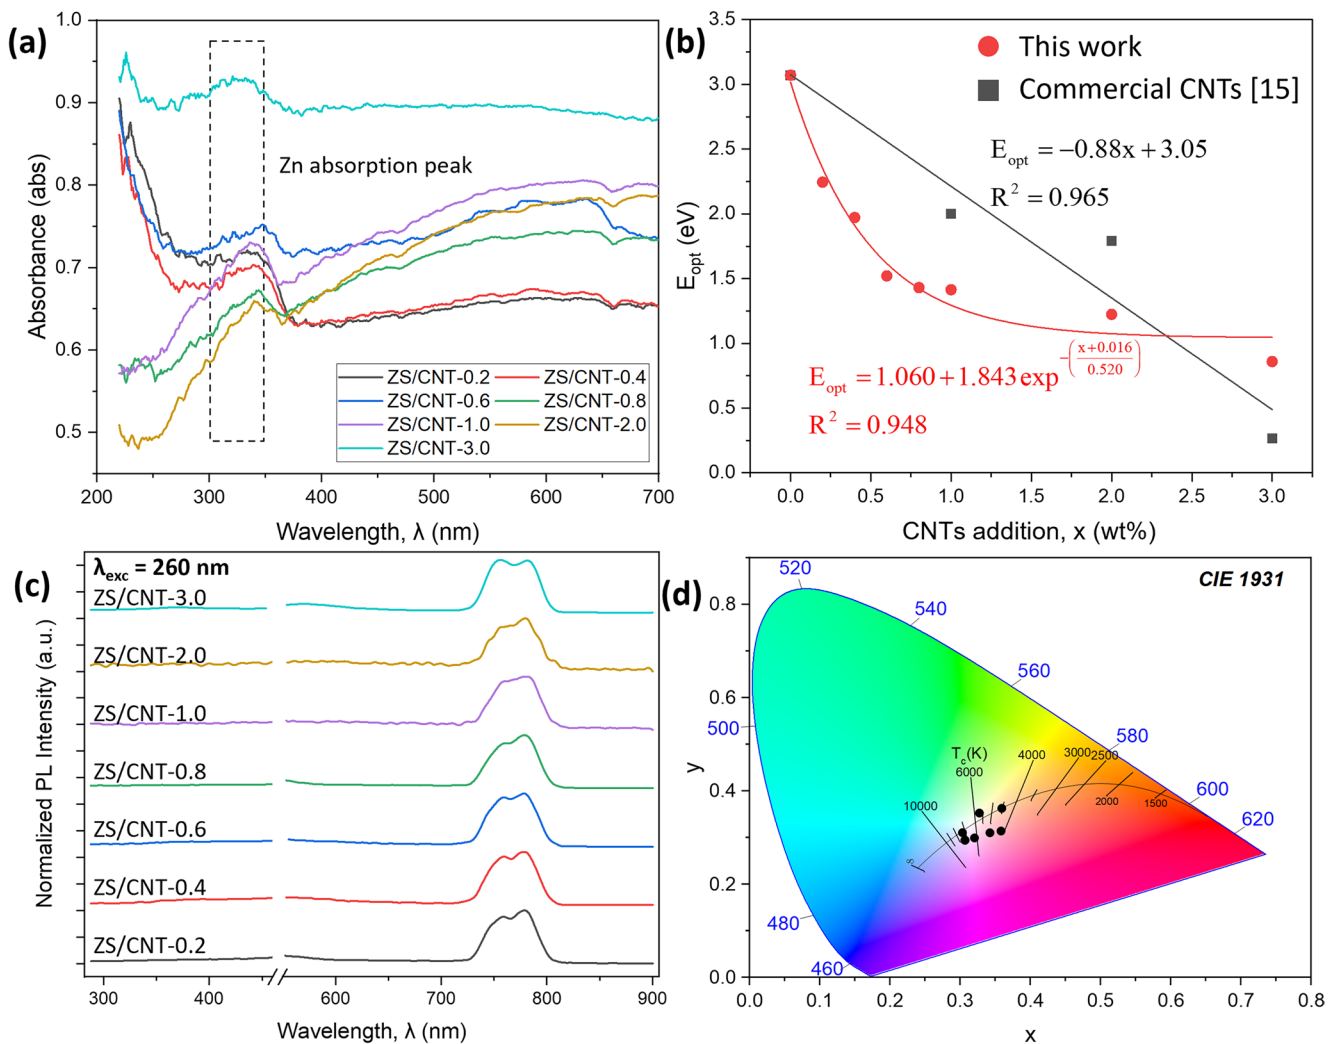 (a)
1.0
0.9
0.8
0.7
0.6
0.5
Absorbance (abs)
Zn absorption peak
ZS/CNT-0.2 ZS/CNT-0.4
ZS/CNT-0.6 ZS/CNT-0.8
ZS/CNT-1.0 ZS/CNT-2.0
ZS/CNT-3.0
200 300 400 500 600 700
Wavelength, λ (nm)
(b)
3.5
3.0
2.5
2.0
1.5
1.0
0.5
0.0
E_opt (eV)
This work
Commercial CNTs [15]
E_opt = −0.88x + 3.05
R² = 0.965
E_opt = 1.060 + 1.843 exp^−((x+0.016)/0.520)
R² = 0.948
0.0 0.5 1.0 1.5 2.0 2.5 3.0
CNTs addition, x (wt%)
(c)
λexc = 260 nm
ZS/CNT-3.0
ZS/CNT-2.0
ZS/CNT-1.0
ZS/CNT-0.8
ZS/CNT-0.6
ZS/CNT-0.4
ZS/CNT-0.2
Normalized PL Intensity (a.u.)
300 400 600 700 800 900
Wavelength, λ (nm)
(d)
CIE 1931
0.8
0.6
0.4
0.2
0.0
y
520
540
560
500
580
600
620
480
460
T_c(K)
4000
3000
2500
6000
10000
2000
1500
∞
0.0 0.1 0.2 0.3 0.4 0.5 0.6 0.7 0.8
x